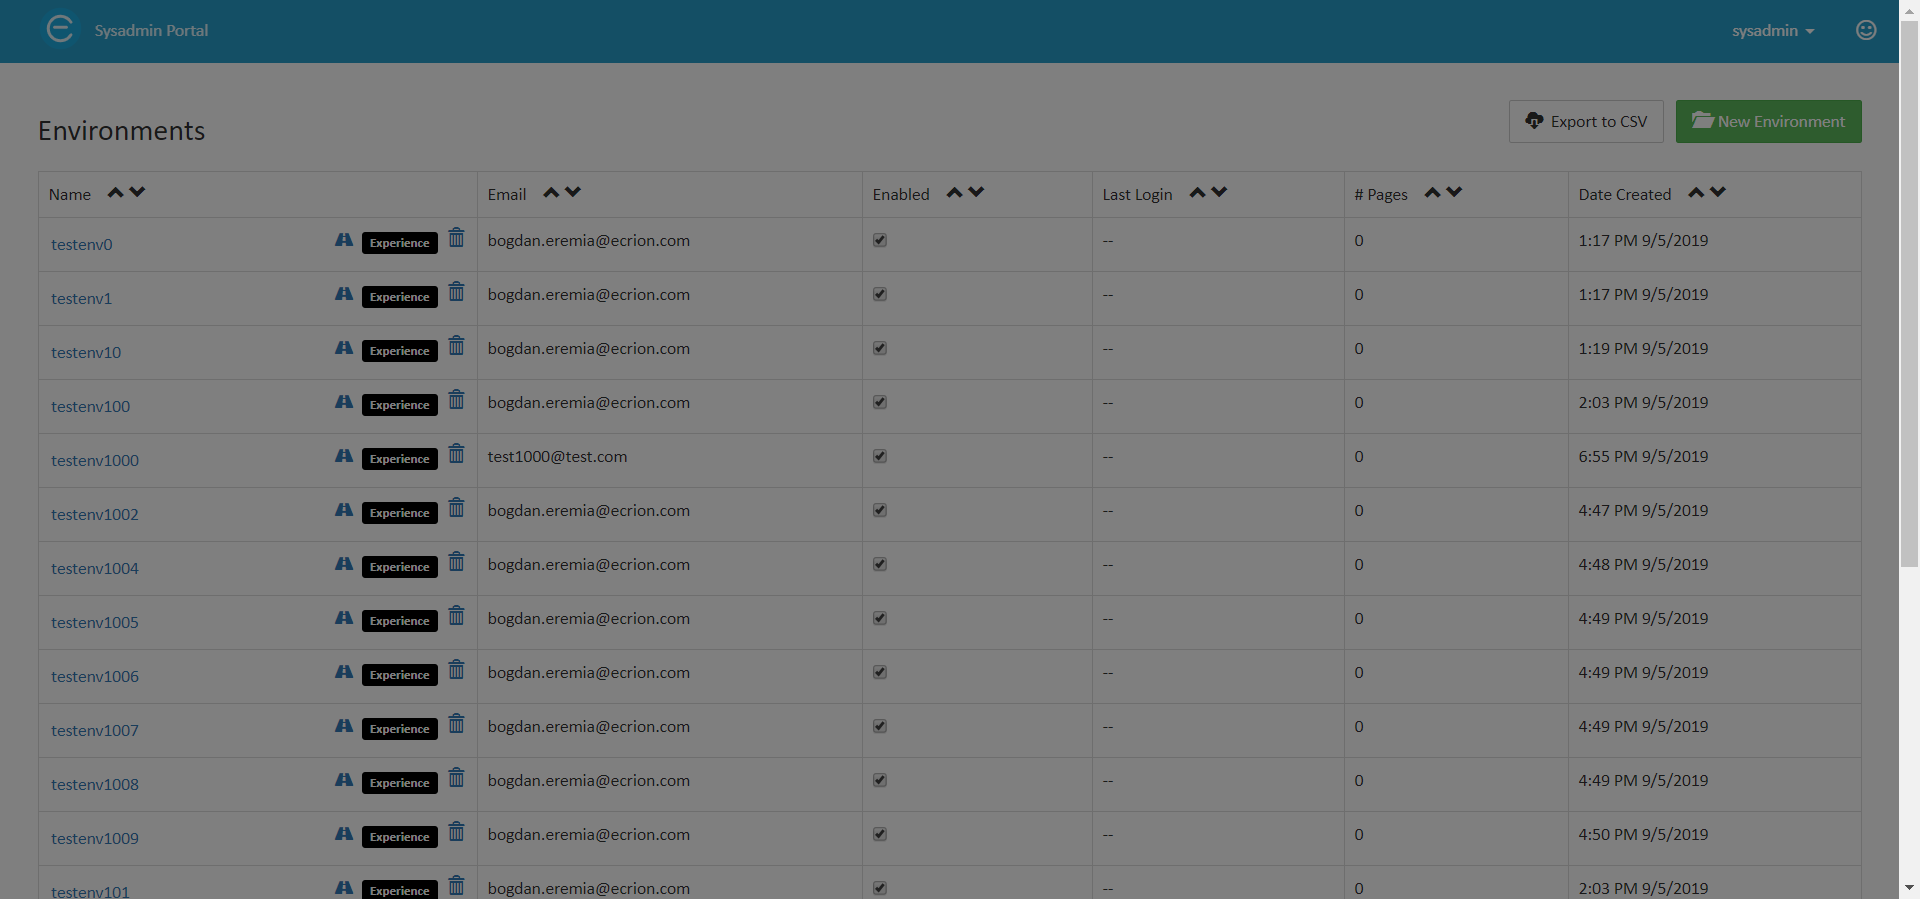 Sysadmin Portal sysadmin
Environments Export to CSV New Environment
Name Email Enabled Last Login # Pages Date Created
testenv0 Experience bogdan.eremia@ecrion.com -- 0 1:17 PM 9/5/2019
testenv1 Experience bogdan.eremia@ecrion.com -- 0 1:17 PM 9/5/2019
testenv10 Experience bogdan.eremia@ecrion.com -- 0 1:19 PM 9/5/2019
testenv100 Experience bogdan.eremia@ecrion.com -- 0 2:03 PM 9/5/2019
testenv1000 Experience test1000@test.com -- 0 6:55 PM 9/5/2019
testenv1002 Experience bogdan.eremia@ecrion.com -- 0 4:47 PM 9/5/2019
testenv1004 Experience bogdan.eremia@ecrion.com -- 0 4:48 PM 9/5/2019
testenv1005 Experience bogdan.eremia@ecrion.com -- 0 4:49 PM 9/5/2019
testenv1006 Experience bogdan.eremia@ecrion.com -- 0 4:49 PM 9/5/2019
testenv1007 Experience bogdan.eremia@ecrion.com -- 0 4:49 PM 9/5/2019
testenv1008 Experience bogdan.eremia@ecrion.com -- 0 4:49 PM 9/5/2019
testenv1009 Experience bogdan.eremia@ecrion.com -- 0 4:50 PM 9/5/2019
testenv101 Experience bogdan.eremia@ecrion.com -- 0 2:03 PM 9/5/2019